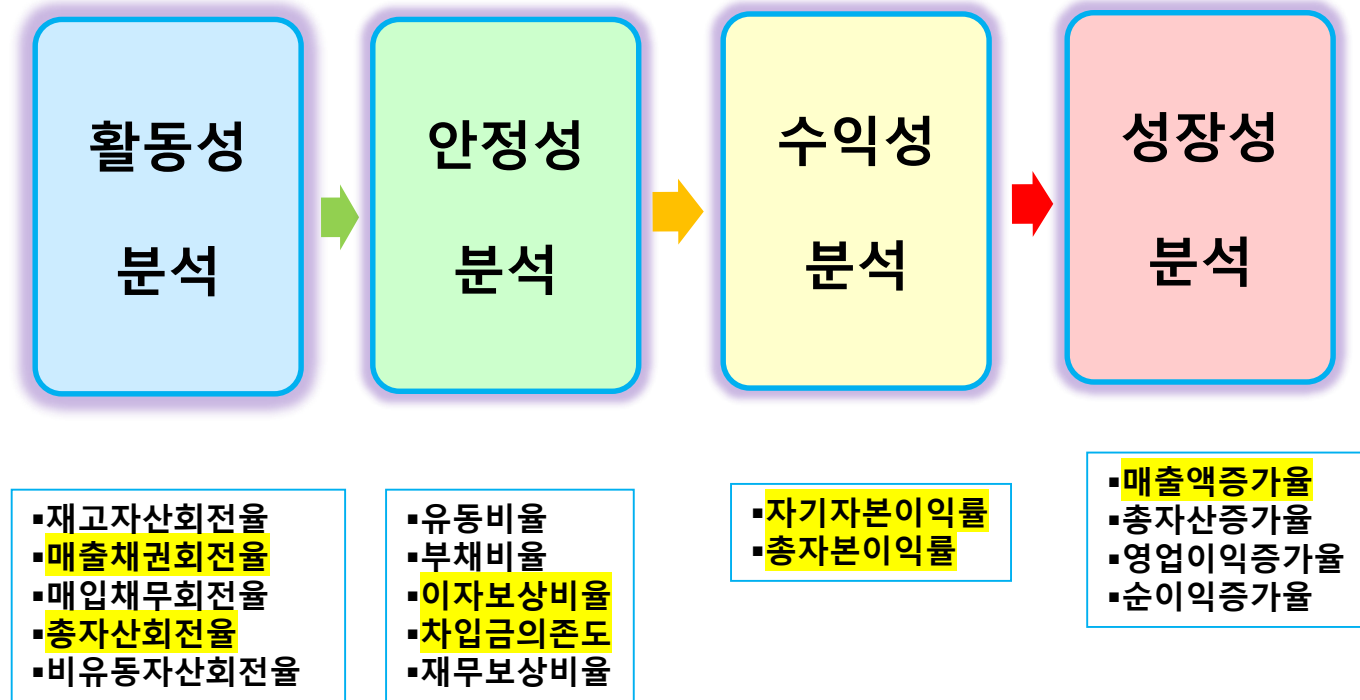 활동성
분석
안정성
분석
수익성
분석
성장성
분석
▪재고자산회전율
▪매출채권회전율
▪매입채무회전율
▪총자산회전율
▪비유동자산회전율
▪유동비율
▪부채비율
▪이자보상비율
▪차입금의존도
▪재무보상비율
▪자기자본이익률
▪총자본이익률
▪매출액증가율
▪총자산증가율
▪영업이익증가율
▪순이익증가율